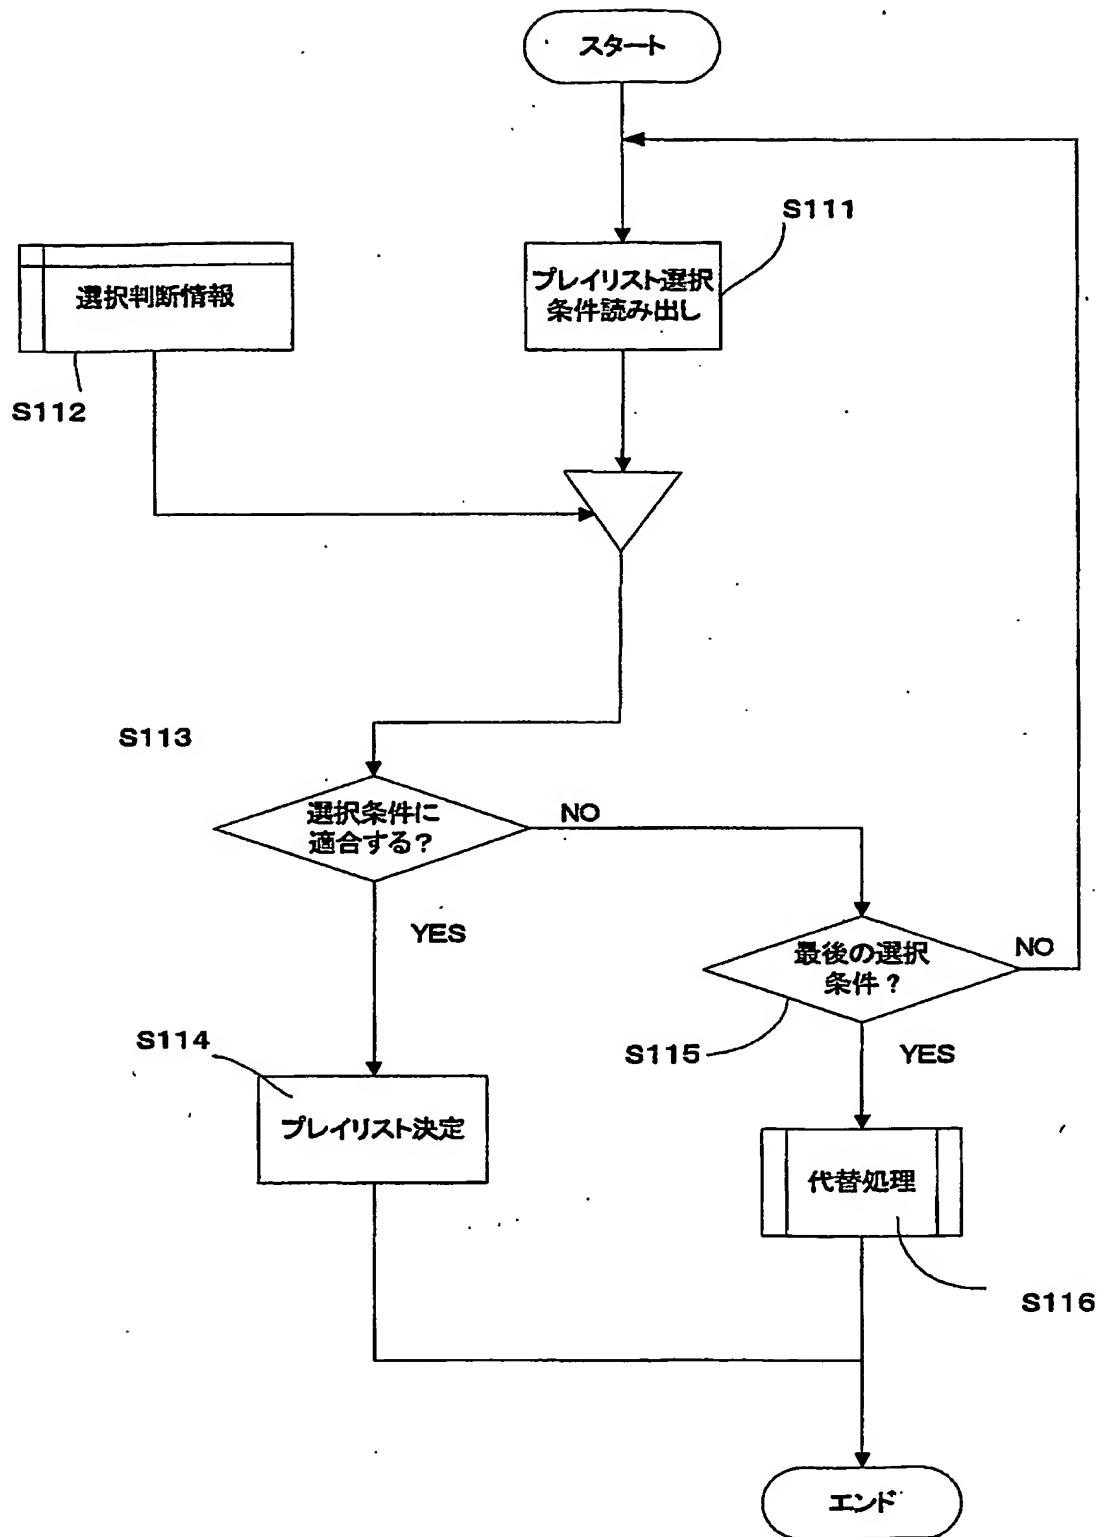 スタート
S111
プレイリスト選択
条件読み出し
選択判断情報
S112
S113
選択条件に
適合する?
NO
YES
最後の選択
条件?
NO
S115
YES
S114
プレイリスト決定
代替処理
S116
エンド